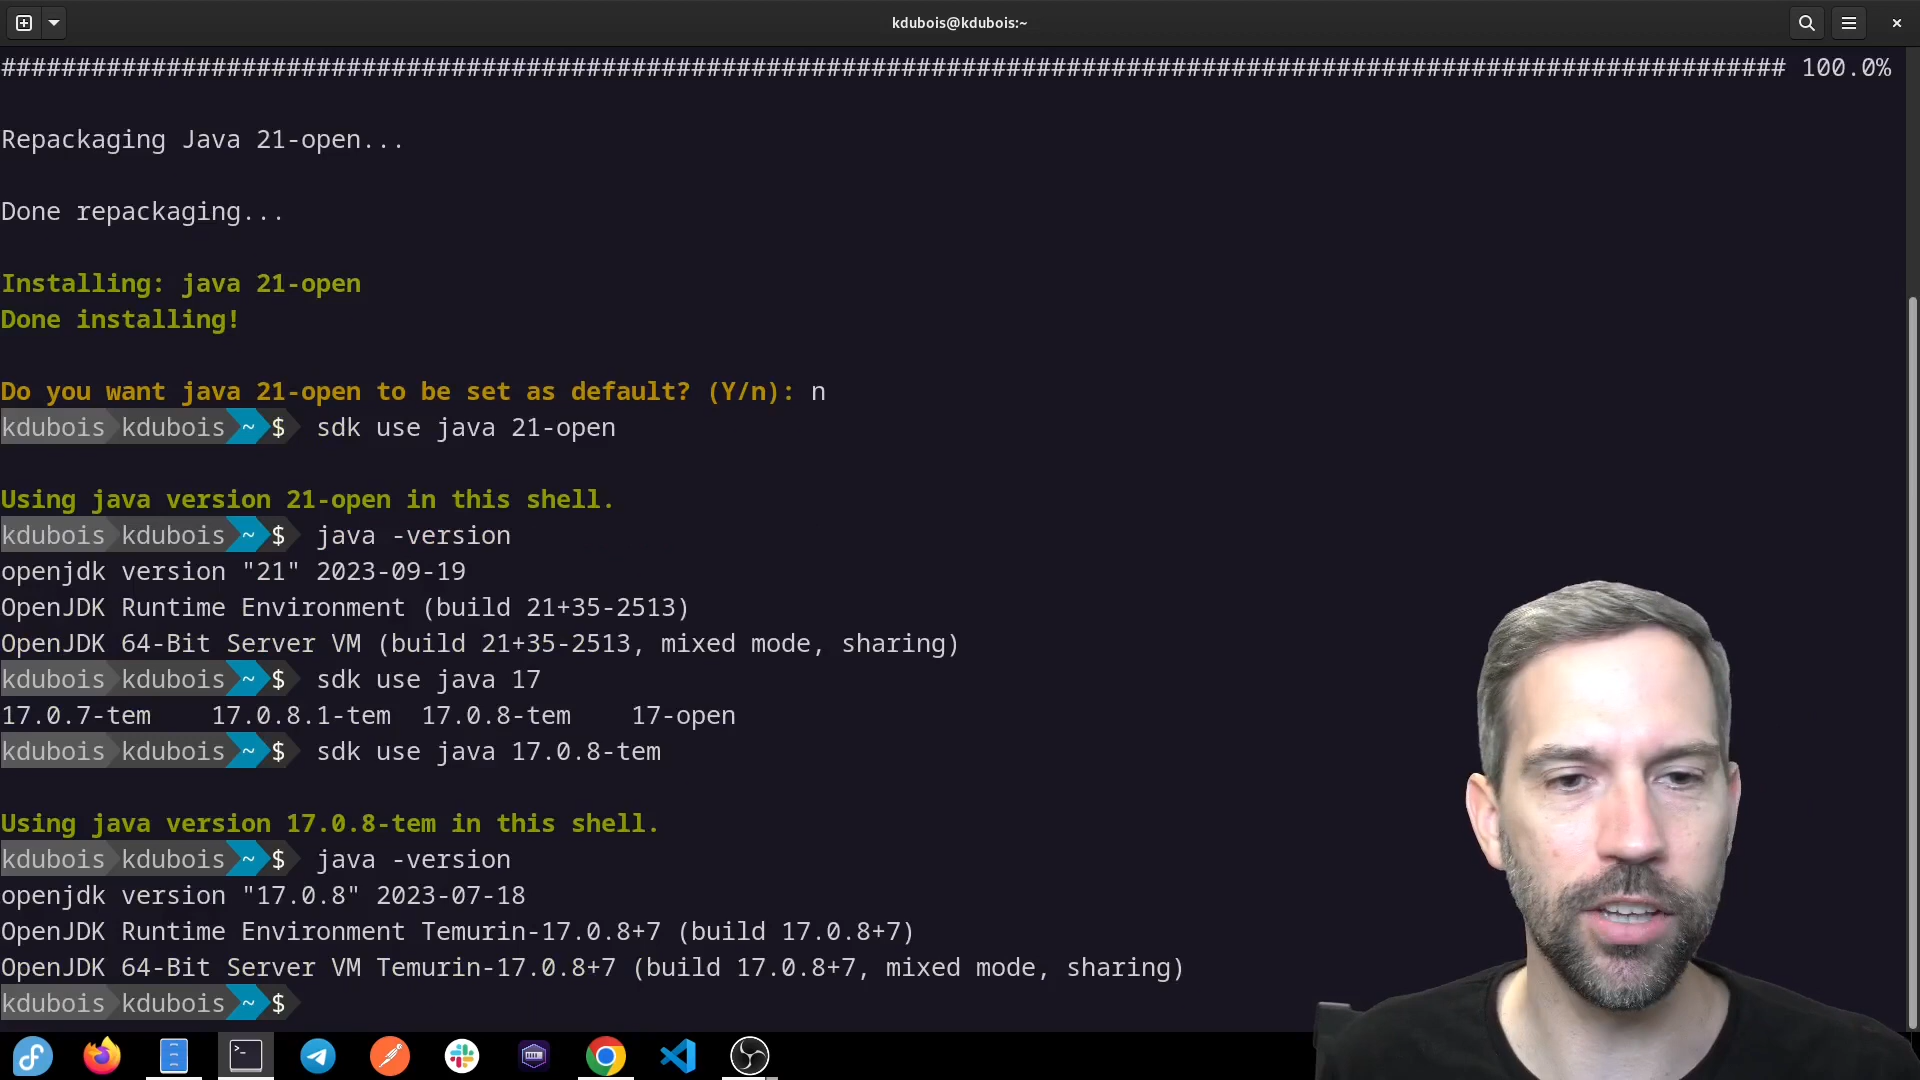 kdubois@kdubois:~
####################################################################################################################### 100.0%
Repackaging Java 21-open...
Done repackaging...
Installing: java 21-open
Done installing!
Do you want java 21-open to be set as default? (Y/n): n
kdubois kdubois ~ $ sdk use java 21-open
Using java version 21-open in this shell.
kdubois kdubois ~ $ java -version
openjdk version "21" 2023-09-19
OpenJDK Runtime Environment (build 21+35-2513)
OpenJDK 64-Bit Server VM (build 21+35-2513, mixed mode, sharing)
kdubois kdubois ~ $ sdk use java 17
17.0.7-tem 17.0.8.1-tem 17.0.8-tem 17-open
kdubois kdubois ~ $ sdk use java 17.0.8-tem
Using java version 17.0.8-tem in this shell.
kdubois kdubois ~ $ java -version
openjdk version "17.0.8" 2023-07-18
OpenJDK Runtime Environment Temurin-17.0.8+7 (build 17.0.8+7)
OpenJDK 64-Bit Server VM Temurin-17.0.8+7 (build 17.0.8+7, mixed mode, sharing)
kdubois kdubois ~ $